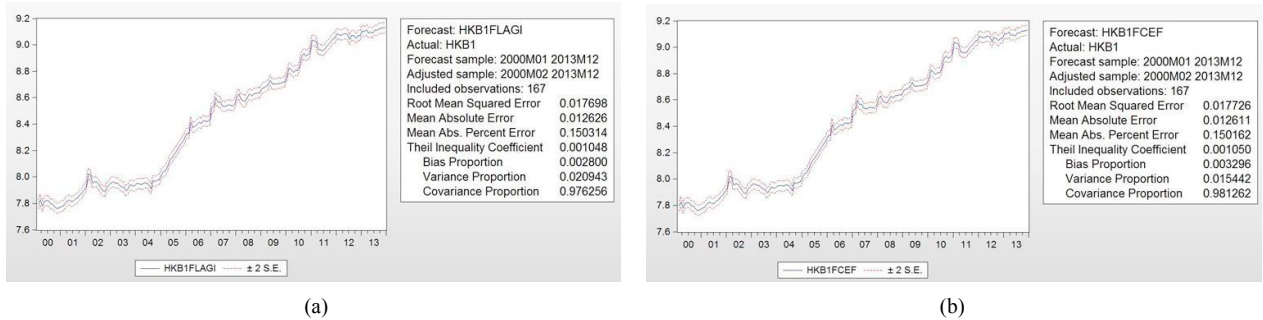 9.2
9.0
8.8
8.6
8.4
8.2
8.0
7.8
7.6
00 01 02 03 04 05 06 07 08 09 10 11 12 13
HKB1FLAGI ± 2 S.E.
Forecast: HKB1FLAGI
Actual: HKB1
Forecast sample: 2000M01 2013M12
Adjusted sample: 2000M02 2013M12
Included observations: 167
Root Mean Squared Error 0.017698
Mean Absolute Error 0.012626
Mean Abs. Percent Error 0.150314
Theil Inequality Coefficient 0.001048
Bias Proportion 0.002800
Variance Proportion 0.020943
Covariance Proportion 0.976256
(a)
9.2
9.0
8.8
8.6
8.4
8.2
8.0
7.8
7.6
00 01 02 03 04 05 06 07 08 09 10 11 12 13
HKB1FCEF ± 2 S.E.
Forecast: HKB1FCEF
Actual: HKB1
Forecast sample: 2000M01 2013M12
Adjusted sample: 2000M02 2013M12
Included observations: 167
Root Mean Squared Error 0.017726
Mean Absolute Error 0.012611
Mean Abs. Percent Error 0.150162
Theil Inequality Coefficient 0.001050
Bias Proportion 0.003296
Variance Proportion 0.015442
Covariance Proportion 0.981262
(b)